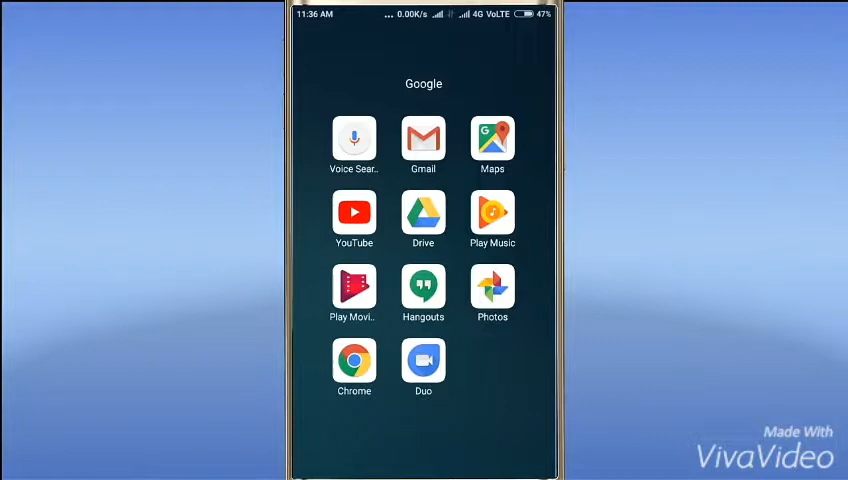 11:36 AM ... 0.00K/s 4G VoLTE 47%
Google
Voice Sear..
Gmail
Maps
YouTube
Drive
Play Music
Play Movi..
Hangouts
Photos
Chrome
Duo
Made With
VivaVideo